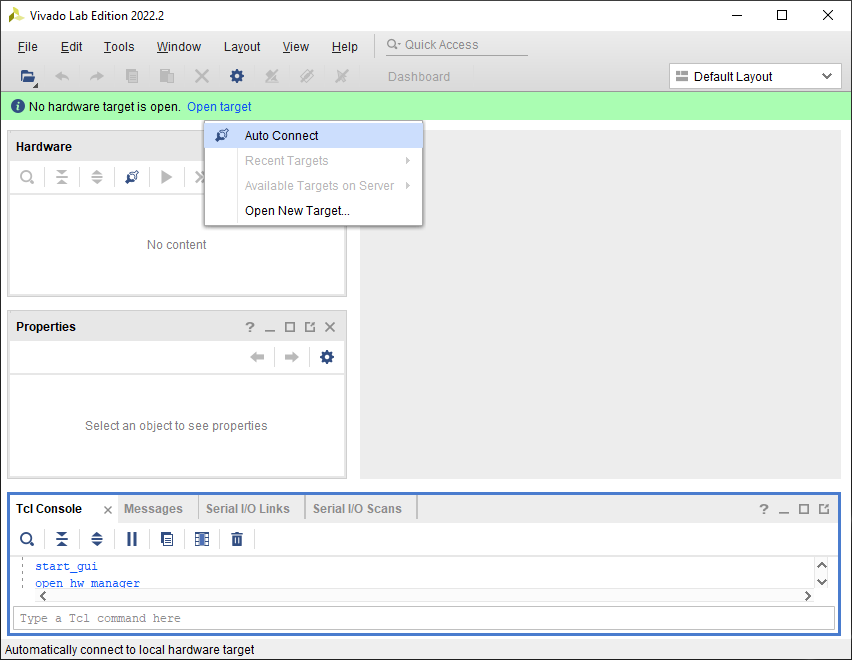 Vivado Lab Edition 2022.2
File Edit Tools Window Layout View Help Quick Access
Dashboard Default Layout
No hardware target is open. Open target
Auto Connect
Recent Targets
Available Targets on Server
Open New Target...
Hardware
No content
Properties
Select an object to see properties
Tcl Console Messages Serial I/O Links Serial I/O Scans
start_gui
open_hw_manager
Type a Tcl command here
Automatically connect to local hardware target